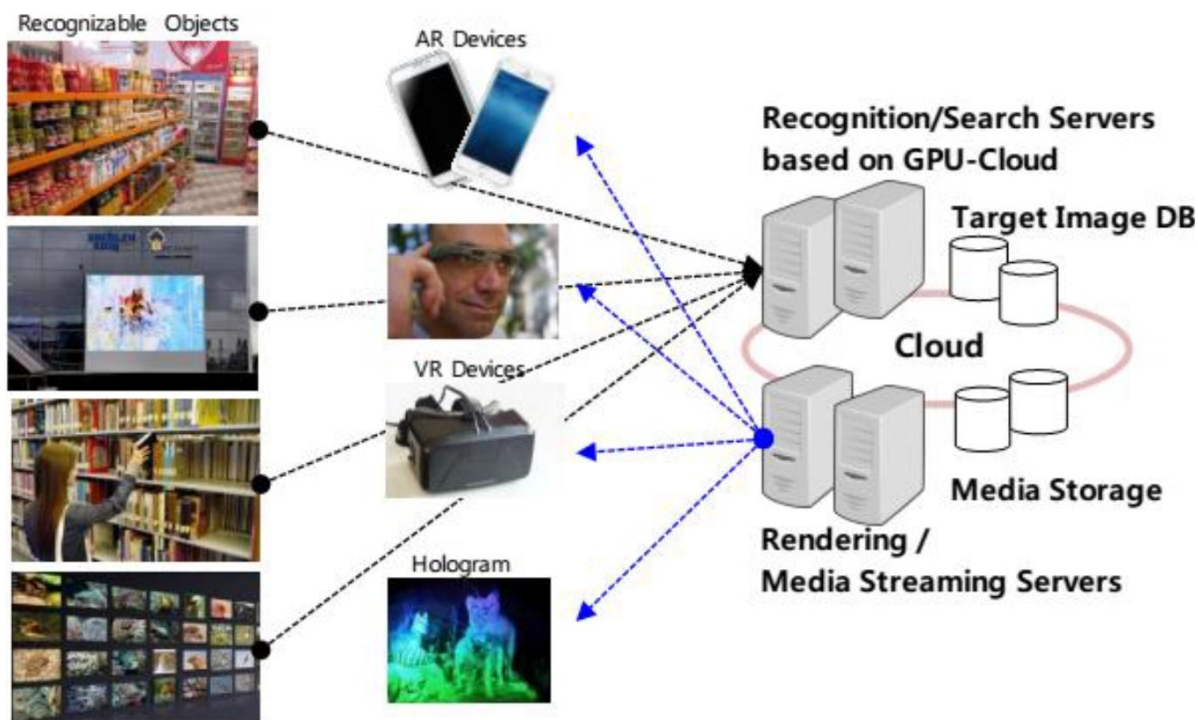 Recognizable Objects
AR Devices
Recognition/Search Servers
based on GPU-Cloud
Target Image DB
Cloud
VR Devices
Media Storage
Hologram
Rendering /
Media Streaming Servers